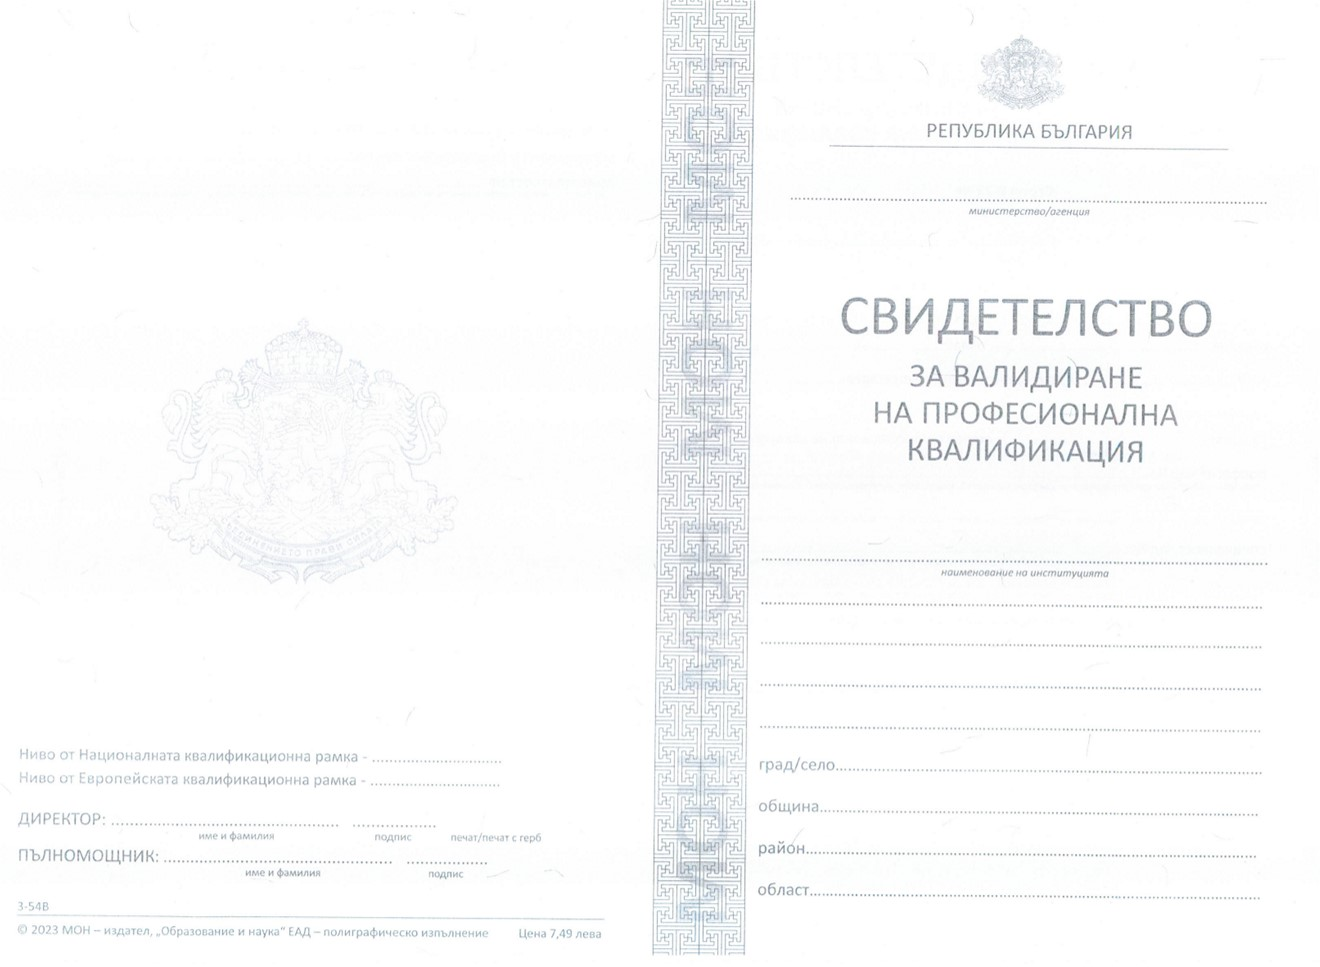 Ниво от Националната квалификационна рамка - ................................
Ниво от Европейската квалификационна рамка - ................................
ДИРЕКТОР: ................................................ .....................
име и фамилия подпис печат/печат с герб
ПЪЛНОМОЩНИК: ................................................ .....................
име и фамилия подпис
3-54В
© 2023 МОН – издател, „Образование и наука“ ЕАД – полиграфическо изпълнение Цена 7,49 лева
РЕПУБЛИКА БЪЛГАРИЯ
министерство/агенция
СВИДЕТЕЛСТВО
ЗА ВАЛИДИРАНЕ
НА ПРОФЕСИОНАЛНА
КВАЛИФИКАЦИЯ
наименование на институцията
град/село................................................
община................................................
район................................................
област................................................